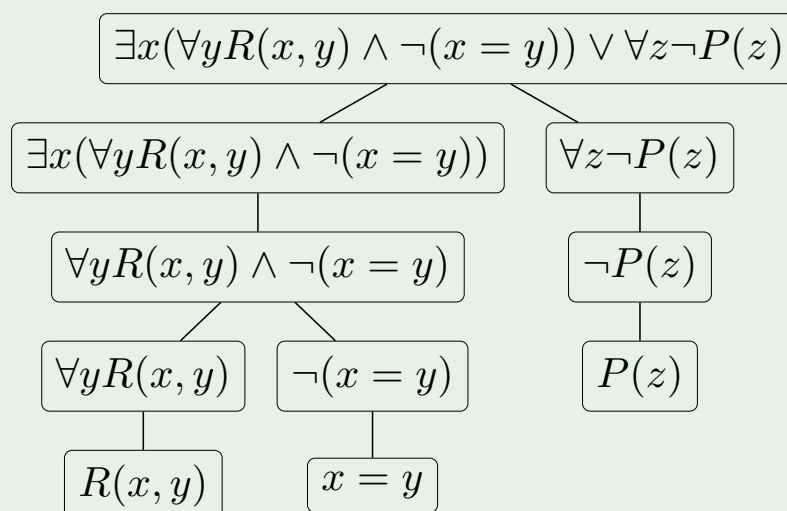 ∃x(∀yR(x, y) ∧ ¬(x = y)) ∨ ∀z¬P(z)
∃x(∀yR(x, y) ∧ ¬(x = y)) ∀z¬P(z)
∀yR(x, y) ∧ ¬(x = y) ¬P(z)
∀yR(x, y) ¬(x = y) P(z)
R(x, y) x = y